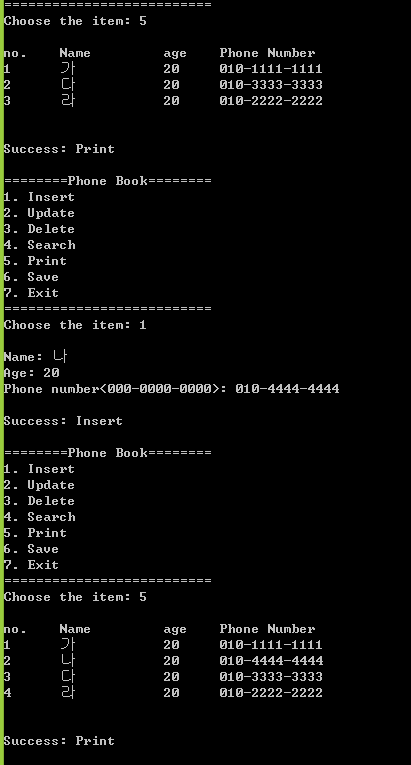 ==========================
Choose the item: 5
no. Name age Phone Number
1 가 20 010-1111-1111
2 다 20 010-3333-3333
3 라 20 010-2222-2222
Success: Print
========Phone Book========
1. Insert
2. Update
3. Delete
4. Search
5. Print
6. Save
7. Exit
==========================
Choose the item: 1
Name: 나
Age: 20
Phone number<000-0000-0000>: 010-4444-4444
Success: Insert
========Phone Book========
1. Insert
2. Update
3. Delete
4. Search
5. Print
6. Save
7. Exit
==========================
Choose the item: 5
no. Name age Phone Number
1 가 20 010-1111-1111
2 나 20 010-4444-4444
3 다 20 010-3333-3333
4 라 20 010-2222-2222
Success: Print